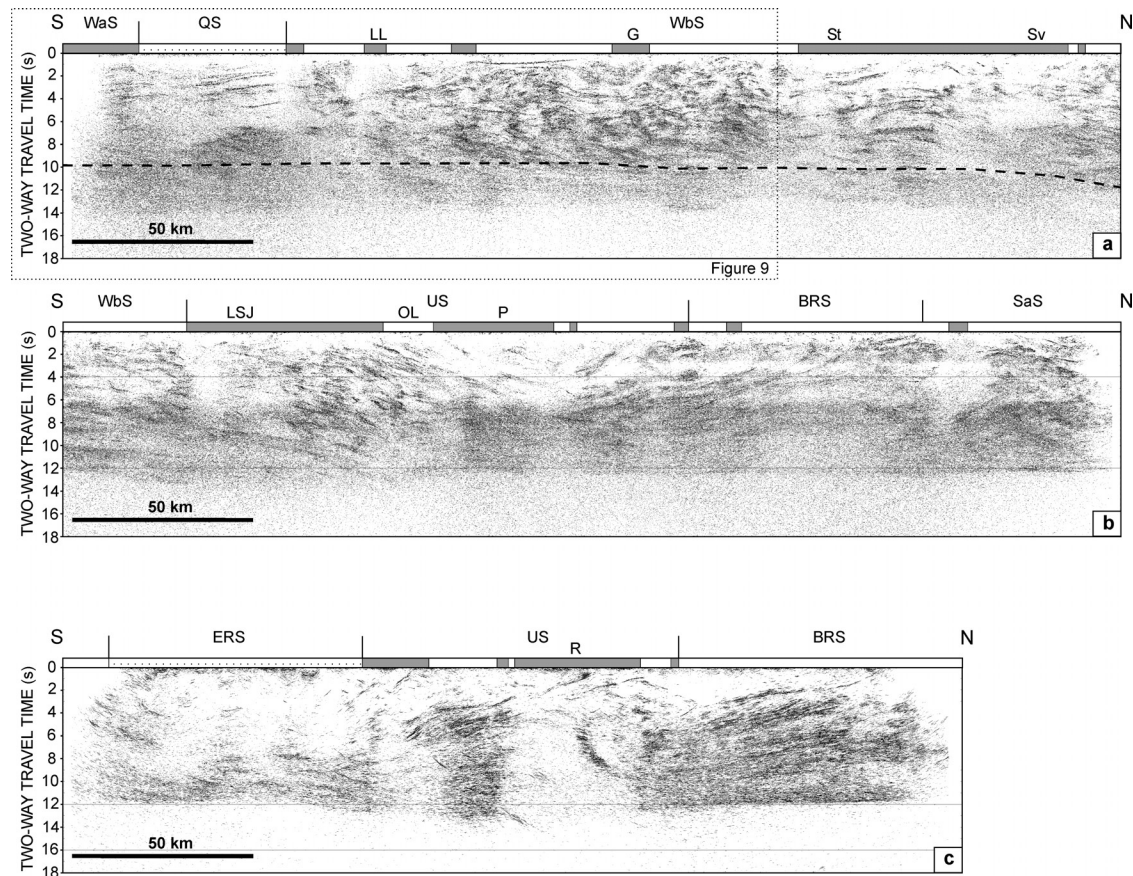 S WaS QS LL G WbS St Sv N
TWO-WAY TRAVEL TIME (s)
0
2
4
6
8
10
12
14
16
18
50 km
a
Figure 9
S WbS LSJ US OL P BRS SaS N
TWO-WAY TRAVEL TIME (s)
0
2
4
6
8
10
12
14
16
18
50 km
b
S ERS US R BRS N
TWO-WAY TRAVEL TIME (s)
0
2
4
6
8
10
12
14
16
18
50 km
c